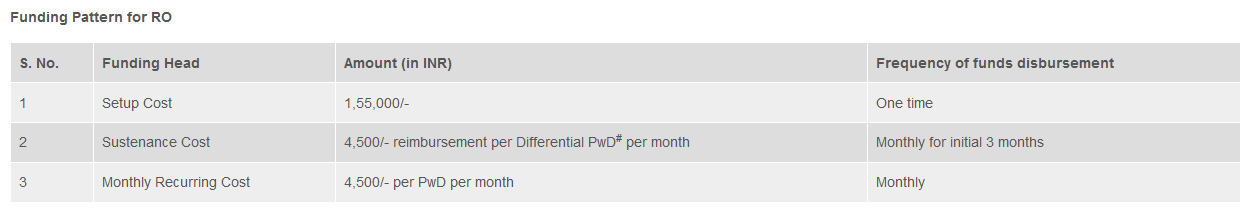 Funding Pattern for RO
S. No. Funding Head Amount (in INR) Frequency of funds disbursement
1 Setup Cost 1,55,000/- One time
2 Sustenance Cost 4,500/- reimbursement per Differential PwD# per month Monthly for initial 3 months
3 Monthly Recurring Cost 4,500/- per PwD per month Monthly